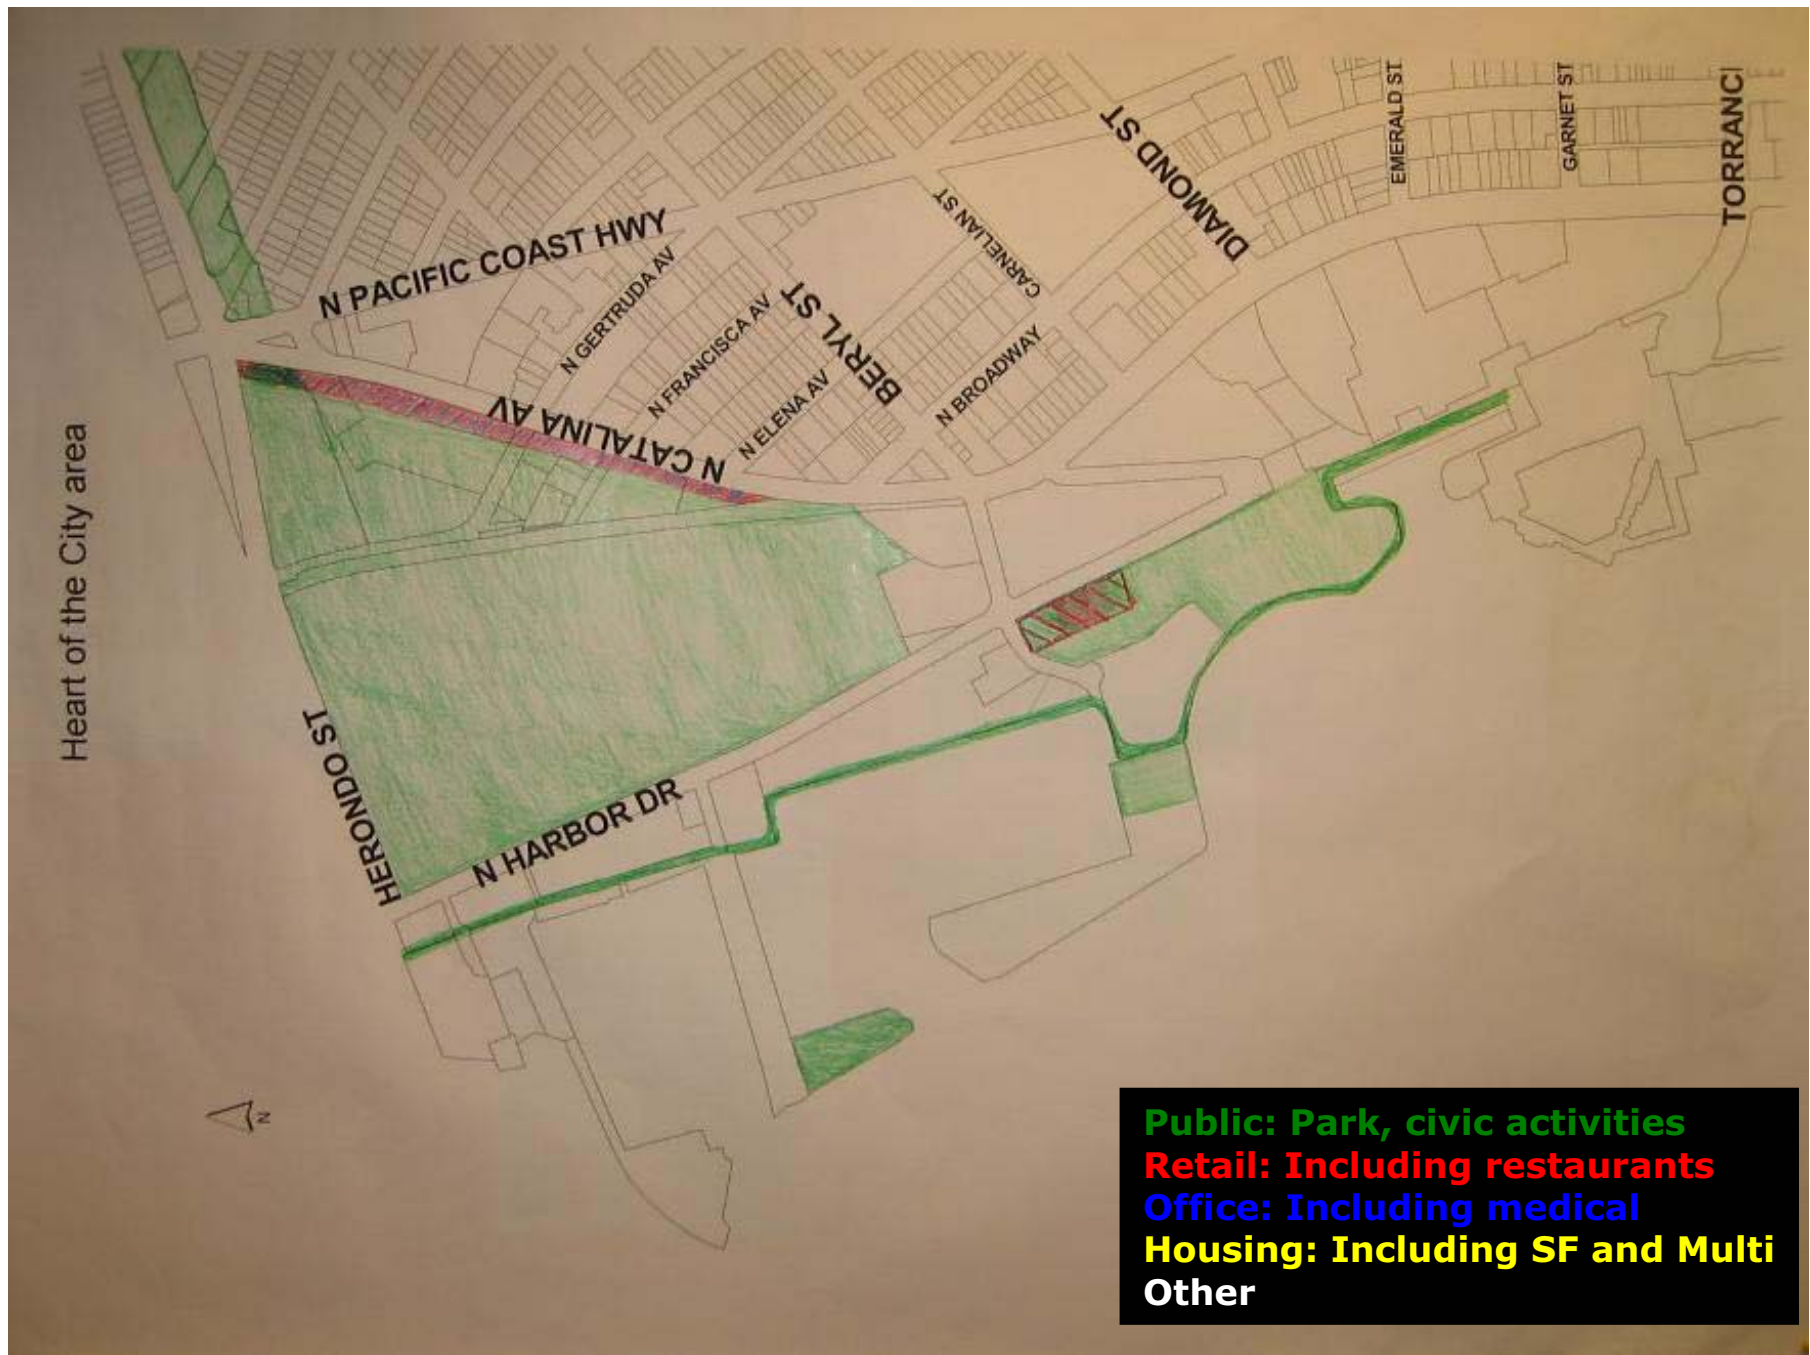 Heart of the City area
N PACIFIC COAST HWY
N GERTRUDA AV
N FRANCISCA AV
N ELENA AV
N CATALINA AV
BERYL ST
CARNELIAN ST
N BROADWAY
DIAMOND ST
EMERALD ST
GARNET ST
TORRANC
HERONDO ST
N HARBOR DR
N
Public: Park, civic activities
Retail: Including restaurants
Office: Including medical
Housing: Including SF and Multi
Other